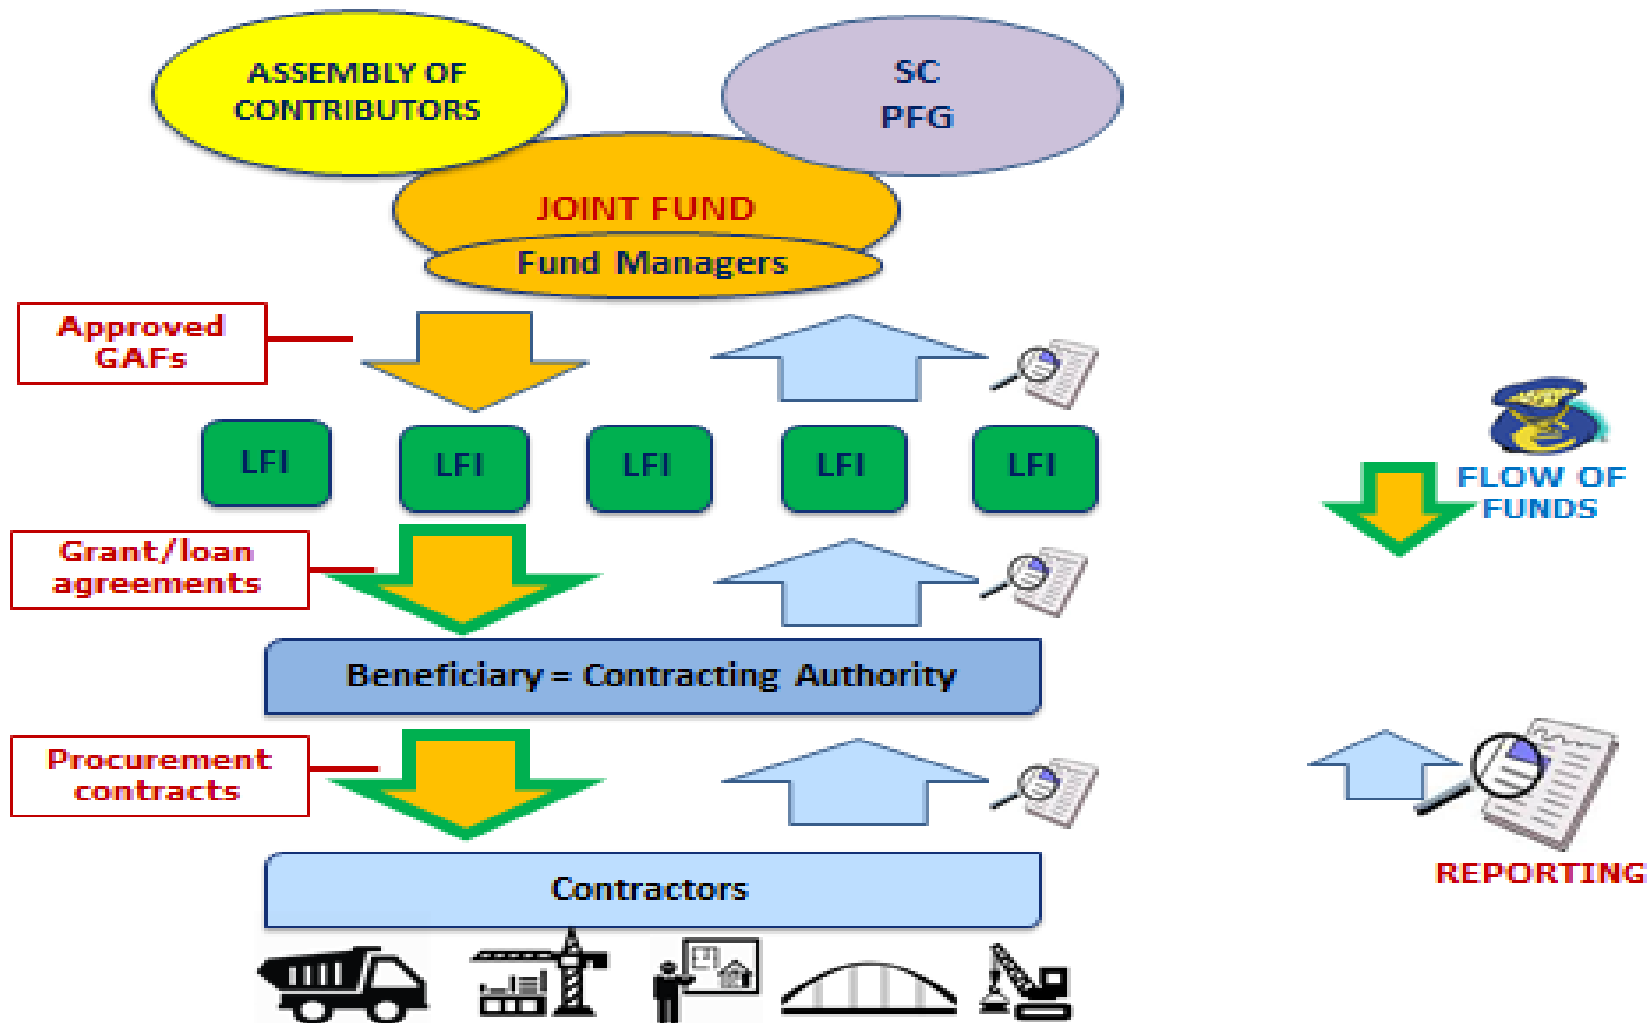 ASSEMBLY OF
CONTRIBUTORS
SC
PFG
JOINT FUND
Fund Managers
Approved
GAFs
LFI
LFI
LFI
LFI
LFI
FLOW OF
FUNDS
Grant/loan
agreements
Beneficiary = Contracting Authority
Procurement
contracts
REPORTING
Contractors